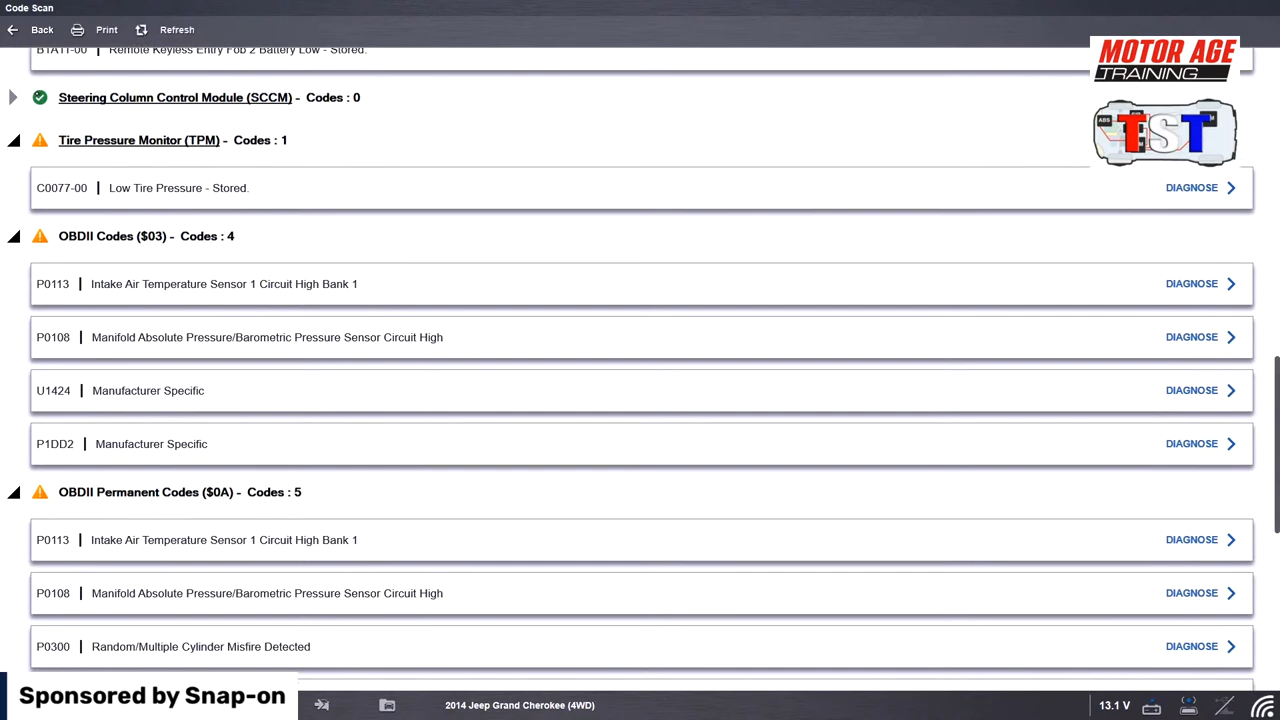 Code Scan
Back Print Refresh
B1A11-00 | Remote Keyless Entry Fob 2 Battery Low - Stored.
MOTOR AGE
TRAINING
Steering Column Control Module (SCCM) - Codes : 0
ABS
TST
Tire Pressure Monitor (TPM) - Codes : 1
C0077-00 | Low Tire Pressure - Stored. DIAGNOSE
OBDII Codes ($03) - Codes : 4
P0113 | Intake Air Temperature Sensor 1 Circuit High Bank 1 DIAGNOSE
P0108 | Manifold Absolute Pressure/Barometric Pressure Sensor Circuit High DIAGNOSE
U1424 | Manufacturer Specific DIAGNOSE
P1DD2 | Manufacturer Specific DIAGNOSE
OBDII Permanent Codes ($0A) - Codes : 5
P0113 | Intake Air Temperature Sensor 1 Circuit High Bank 1 DIAGNOSE
P0108 | Manifold Absolute Pressure/Barometric Pressure Sensor Circuit High DIAGNOSE
P0300 | Random/Multiple Cylinder Misfire Detected DIAGNOSE
Sponsored by Snap-on
2014 Jeep Grand Cherokee (4WD) 13.1 V